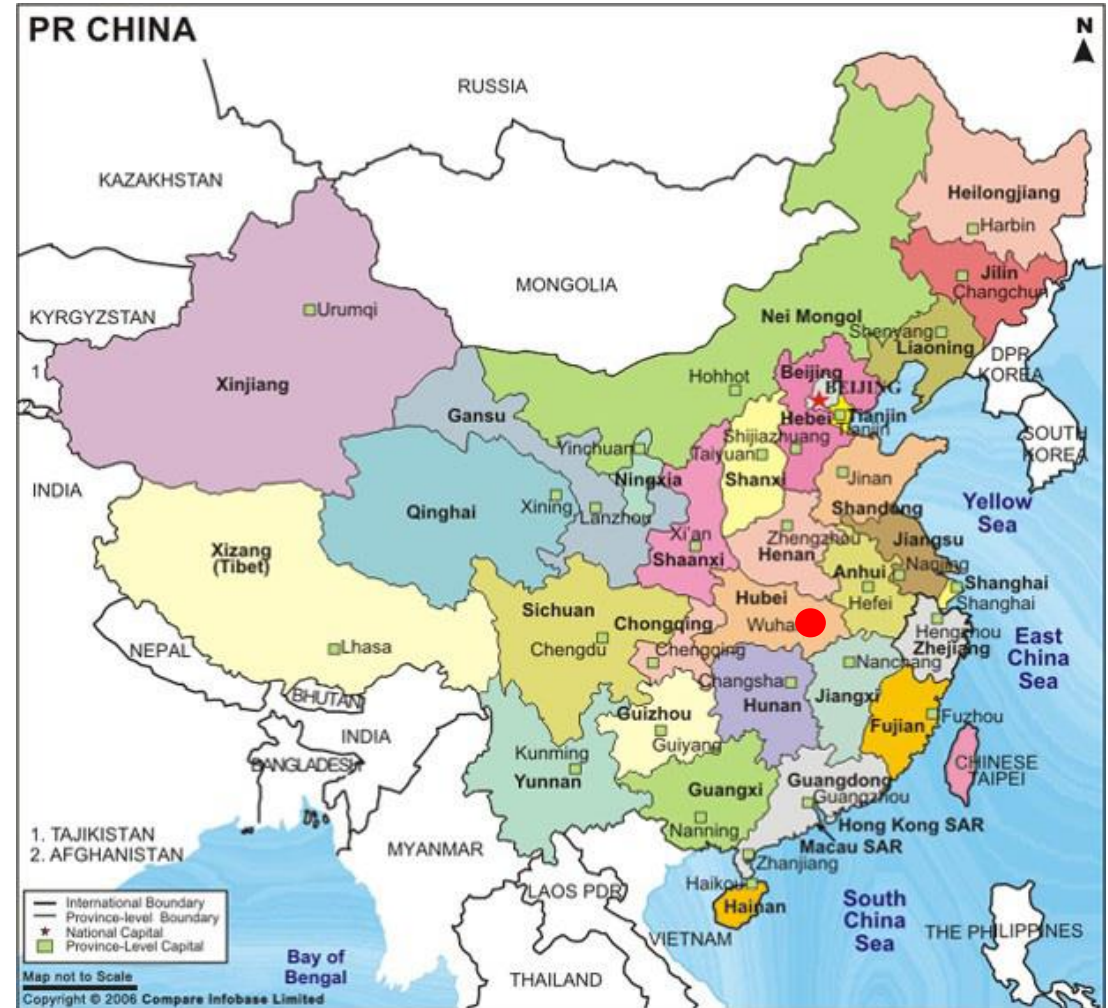 PR CHINA
N
RUSSIA
KAZAKHSTAN
Heilongjiang
Harbin
MONGOLIA
Jilin
Changchun
KYRGYZSTAN
Urumqi
Nei Mongol
Shenyang
Liaoning
DPR
KOREA
1
Xinjiang
Hohhot
Beijing
BEIJING
Gansu
Hebei
Tianjin
Tianjin
Shijiazhuang
SOUTH
KOREA
Yinchuan
Taiyuan
Ningxia
Shanxi
Jinan
INDIA
Qinghai
Xining
Lanzhou
Shandong
Yellow
Sea
Xi'an
Zhengzhou
Jiangsu
Xizang
(Tibet)
Shaanxi
Henan
Anhui
Nanjing
Shanghai
Shanghai
Hefei
Sichuan
Chongqing
Hubei
Wuha
Hengzhou
Zhejiang
East
China
Sea
NEPAL
Lhasa
Chengdu
Chengqing
Nanchang
Changsha
Hunan
Jiangxi
BHUTAN
Guizhou
Guiyang
Fujian
Fuzhou
INDIA
BANGLADESH
Kunming
Yunnan
CHINESE
TAIPEI
Guangxi
Guangdong
Guangzhou
Nanning
Hong Kong SAR
Macau SAR
1. TAJIKISTAN
2. AFGHANISTAN
MYANMAR
Zhanjiang
LAOS PDR
Haikou
Hainan
South
China
Sea
VIETNAM
THE PHILIPPINES
International Boundary
Province-level Boundary
National Capital
Province-Level Capital
Bay of
Bengal
THAILAND
Map not to Scale
Copyright © 2006 Compare Infobase Limited